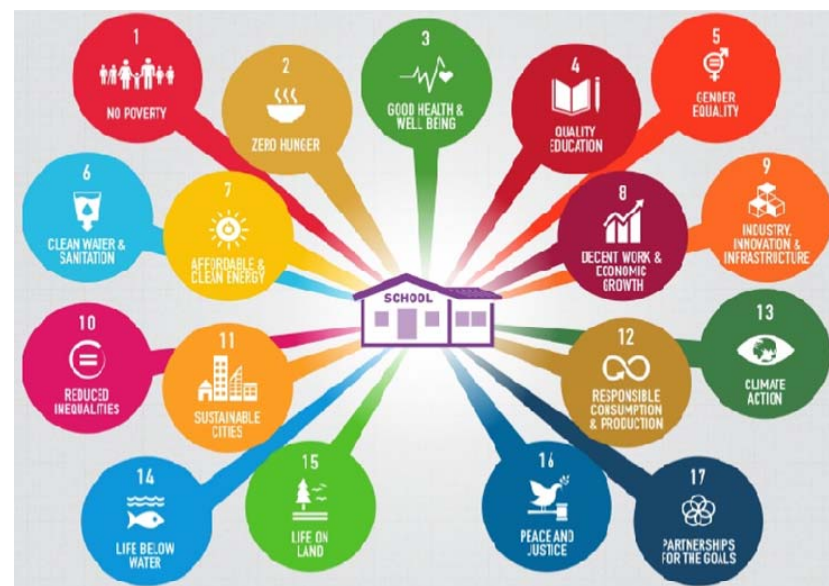 1
NO POVERTY
2
ZERO HUNGER
3
GOOD HEALTH &
WELL BEING
4
QUALITY
EDUCATION
5
GENDER
EQUALITY
6
CLEAN WATER &
SANITATION
7
AFFORDABLE &
CLEAN ENERGY
8
DECENT WORK &
ECONOMIC
GROWTH
9
INDUSTRY,
INNOVATION &
INFRASTRUCTURE
SCHOOL
10
REDUCED
INEQUALITIES
11
SUSTAINABLE
CITIES
12
RESPONSIBLE
CONSUMPTION
& PRODUCTION
13
CLIMATE
ACTION
14
LIFE BELOW
WATER
15
LIFE ON
LAND
16
PEACE AND
JUSTICE
17
PARTNERSHIPS
FOR THE GOALS